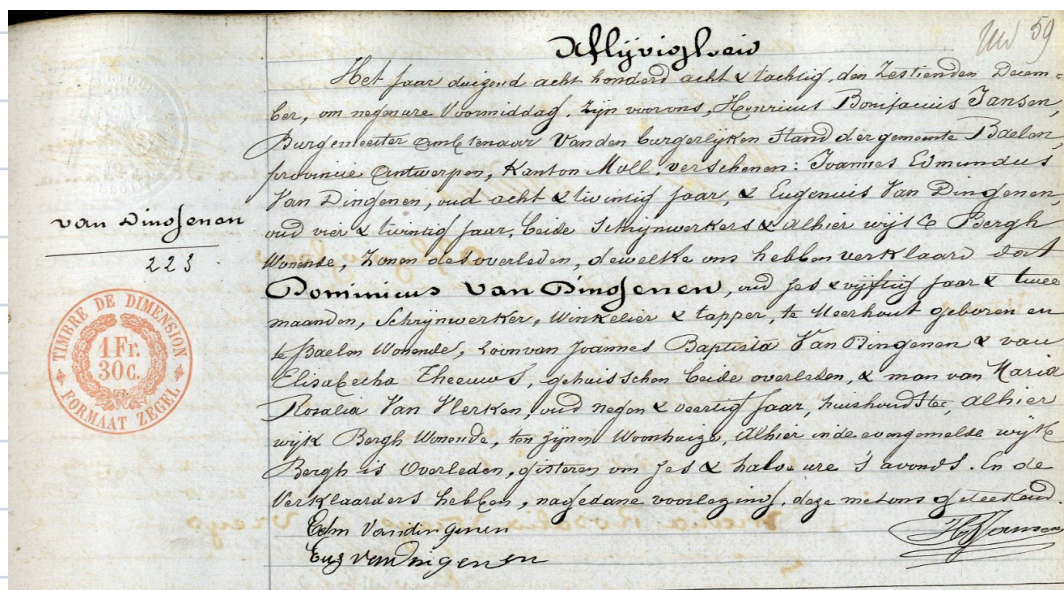 Aflijvigheid
59
Het jaar duizend acht honderd acht & tachtig, den Zestienden Decem-
ber, om negen ure Voormiddag, zijn voor ons, Henricus Bonifacius Jansen,
Burgemeester Ambtenaar van den burgerlijken Stand der gemeente Baelen,
provincie Antwerpen, Kanton Moll, verschenen: Joannes Edmundus
Van Dingenen, oud acht & twintig jaar, & Eugenius Van Dingenen,
oud vier & twintig jaar, beide Schrijnwerkers & Alhier wijk Bergh
Wonende, Zonen des overleden, dewelke ons hebben verklaard dat
Dominicus Van Dingenen, oud zes & vijftig jaar & twee
maanden, Schrijnwerker, Winkelier & tapper, te Meerhout geboren en
te Baelen Wonende, zoon van Joannes Baptista Van Dingenen & van
Elisabetha Theeuws, gehuisschen beide overleden, & man van Maria
Rosalia Van Vlerken, oud negen & veertig jaar, huishoudster, alhier
wijk Bergh Wonende, ten zijnen Woonhuize, Alhier in de evengemelde wijk
Bergh is Overleden, gisteren om zes & halve ure 's avonds. En de
Verklaarders hebben, na gedane voorlezing, deze met ons geteekend.
Edm Vandingenen
Eug vandingenen
HBJansen
Van Dingenen
223.
TIMBRE DE DIMENSION
1 Fr.
30 c.
FORMAAT ZEGEL